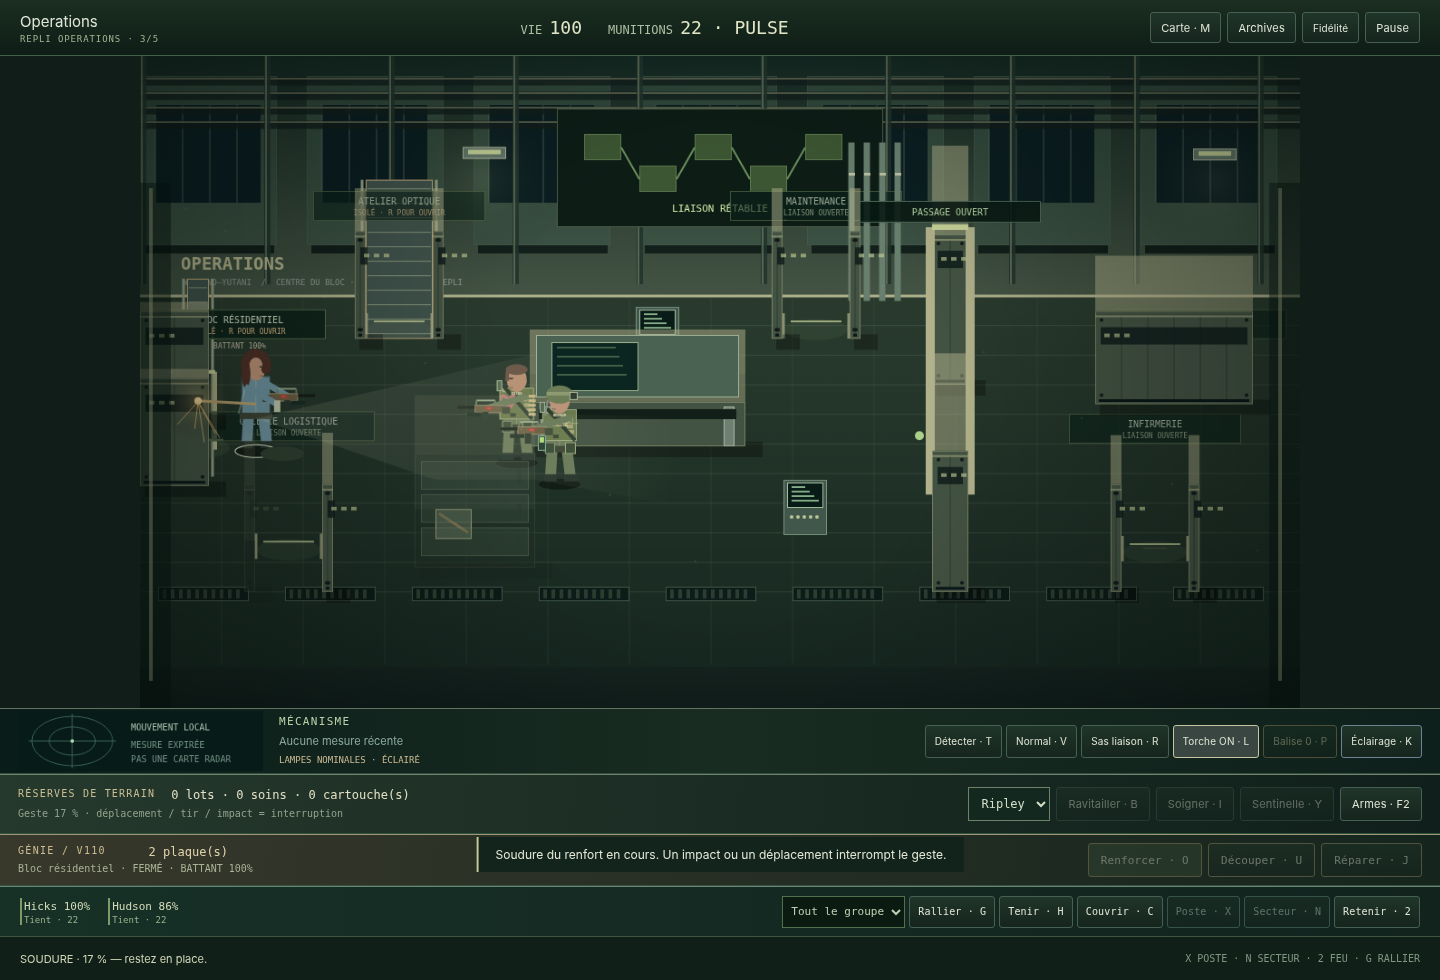 Operations
REPLI OPERATIONS · 3/5
VIE 100 MUNITIONS 22 · PULSE
Carte · M
Archives
Fidélité
Pause
ATELIER OPTIQUE
· R POUR OUVRIR
LIAISON RÉTABLIE
MAINTENANCE
LIAISON OUVERTE
PASSAGE OUVERT
OPERATIONS
-YUTANI / CENTRE DU BLOC ·
EPLI
OC RÉSIDENTIEL
LÉ · R POUR OUVRIR
BATTANT 100%
LOGISTIQUE
OUVERTE
INFIRMERIE
LIAISON OUVERTE
MOUVEMENT LOCAL
MESURE EXPIRÉE
PAS UNE CARTE RADAR
MÉCANISME
Aucune mesure récente
LAMPES NOMINALES · ÉCLAIRÉ
Détecter · T
Normal · V
Sas liaison · R
Torche ON · L
Balise 0 · P
Éclairage · K
RÉSERVES DE TERRAIN 0 lots · 0 soins · 0 cartouche(s)
Geste 17 % · déplacement / tir / impact = interruption
Ripley
Ravitailler · B
Soigner · I
Sentinelle · Y
Armes · F2
GÉNIE / V110 2 plaque(s)
Bloc résidentiel · FERMÉ · BATTANT 100%
Soudure du renfort en cours. Un impact ou un déplacement interrompt le geste.
Renforcer · O
Découper · U
Réparer · J
Hicks 100%
Tient · 22
Hudson 86%
Tient · 22
Tout le groupe
Rallier · G
Tenir · H
Couvrir · C
Poste · X
Secteur · N
Retenir · 2
SOUDURE · 17 % — restez en place.
X POSTE · N SECTEUR · 2 FEU · G RALLIER